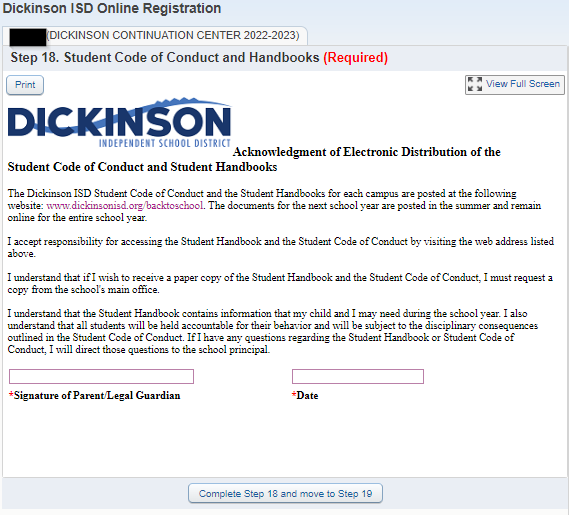 Dickinson ISD Online Registration
(DICKINSON CONTINUATION CENTER 2022-2023)
Step 18. Student Code of Conduct and Handbooks (Required)
Print
View Full Screen
DICKINSON
INDEPENDENT SCHOOL DISTRICT
Acknowledgment of Electronic Distribution of the
Student Code of Conduct and Student Handbooks
The Dickinson ISD Student Code of Conduct and the Student Handbooks for each campus are posted at the following
website: www.dickinsonisd.org/backtoschool. The documents for the next school year are posted in the summer and remain
online for the entire school year.
I accept responsibility for accessing the Student Handbook and the Student Code of Conduct by visiting the web address listed
above.
I understand that if I wish to receive a paper copy of the Student Handbook and the Student Code of Conduct, I must request a
copy from the school's main office.
I understand that the Student Handbook contains information that my child and I may need during the school year. I also
understand that all students will be held accountable for their behavior and will be subject to the disciplinary consequences
outlined in the Student Code of Conduct. If I have any questions regarding the Student Handbook or Student Code of
Conduct, I will direct those questions to the school principal.
*Signature of Parent/Legal Guardian
*Date
Complete Step 18 and move to Step 19